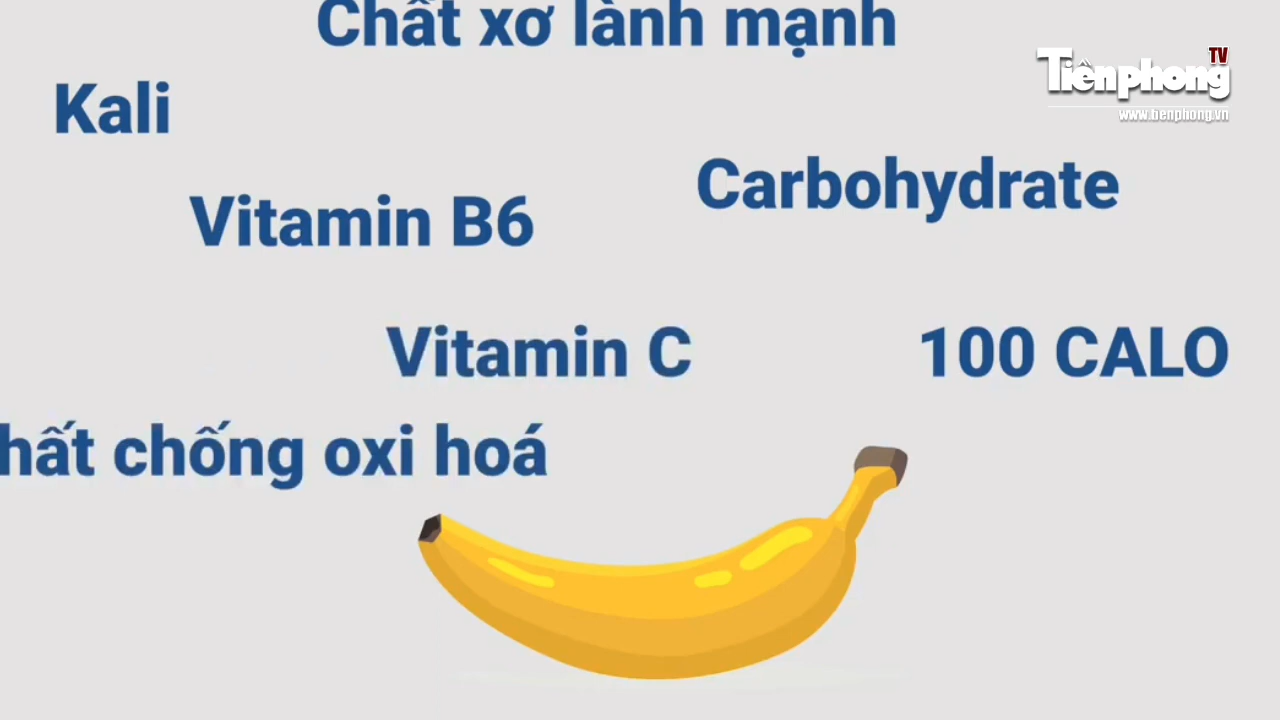 Chất xơ lành mạnh
Tiền phong TV
www.tienphong.vn
Kali
Carbohydrate
Vitamin B6
Vitamin C
100 CALO
hất chống oxi hoá